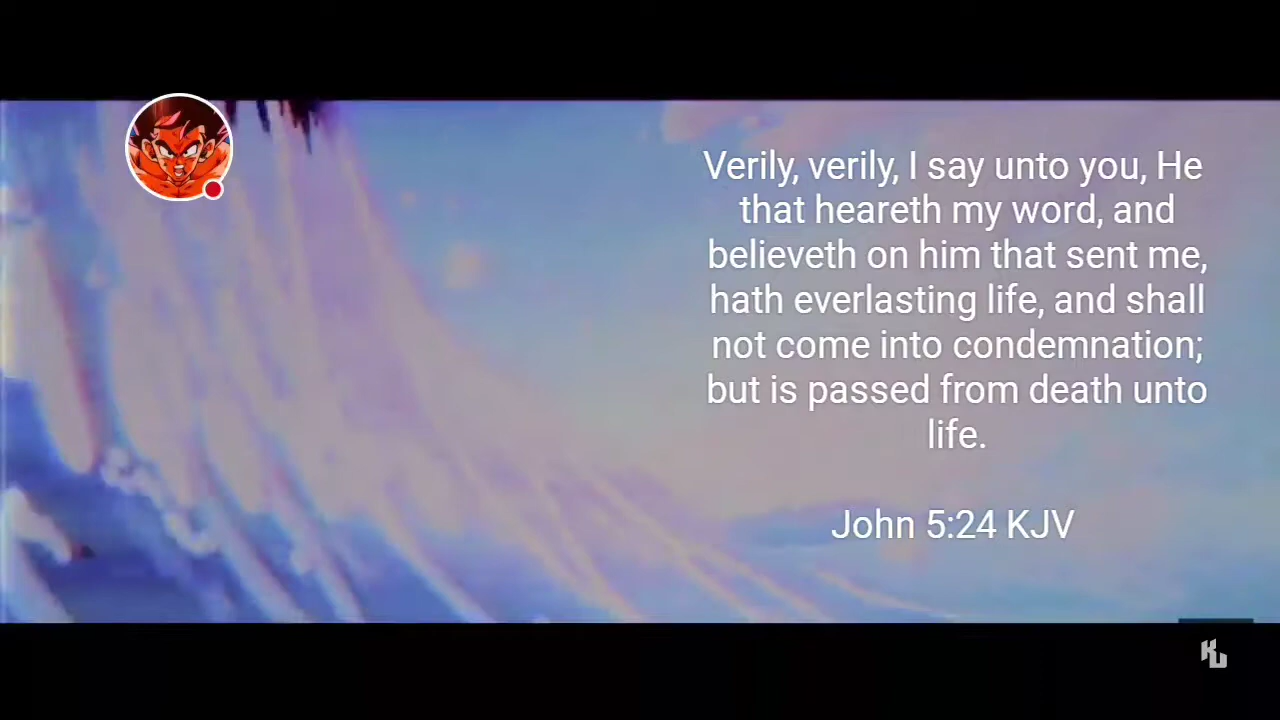 Verily, verily, I say unto you, He
that heareth my word, and
believeth on him that sent me,
hath everlasting life, and shall
not come into condemnation;
but is passed from death unto
life.
John 5:24 KJV
KU